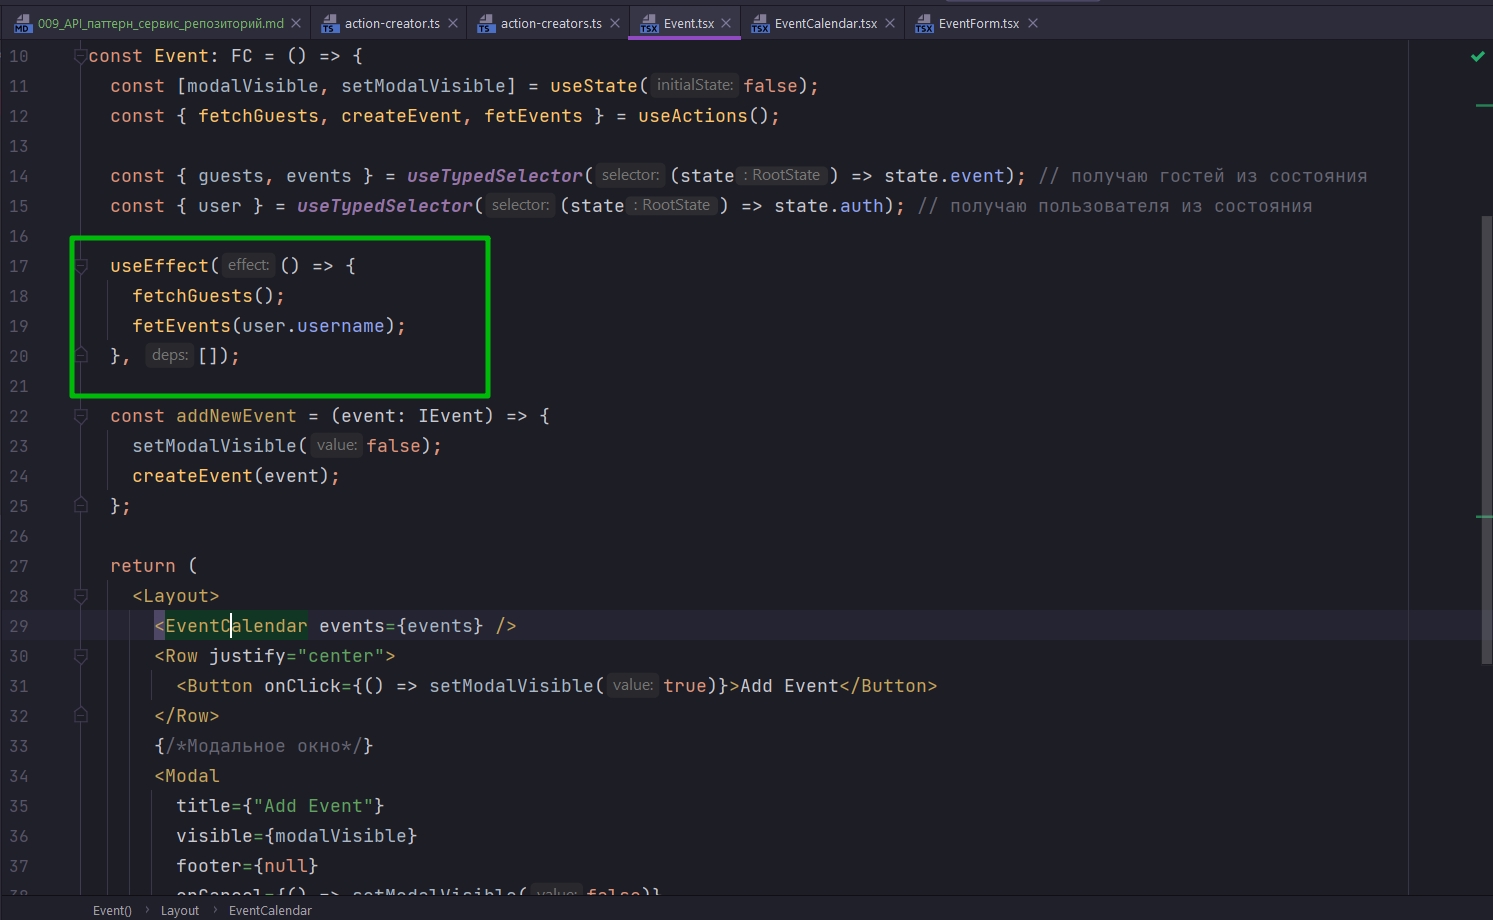 009_API_паттерн_сервис_репозиторий.md action-creator.ts action-creators.ts Event.tsx EventCalendar.tsx EventForm.tsx
10 const Event: FC = () => {
11 const [modalVisible, setModalVisible] = useState( initialState: false);
12 const { fetchGuests, createEvent, fetEvents } = useActions();
13
14 const { guests, events } = useTypedSelector( selector: (state : RootState ) => state.event); // получаю гостей из состояния
15 const { user } = useTypedSelector( selector: (state : RootState ) => state.auth); // получаю пользователя из состояния
16
17 useEffect( effect: () => {
18 fetchGuests();
19 fetEvents(user.username);
20 }, deps: []);
21
22 const addNewEvent = (event: IEvent) => {
23 setModalVisible( value: false);
24 createEvent(event);
25 };
26
27 return (
28 <Layout>
29 <EventCalendar events={events} />
30 <Row justify="center">
31 <Button onClick={() => setModalVisible( value: true)}>Add Event</Button>
32 </Row>
33 {/*Модальное окно*/}
34 <Modal
35 title={"Add Event"}
36 visible={modalVisible}
37 footer={null}
38 onCancel={() => setModalVisible( value: false)}
Event() Layout EventCalendar